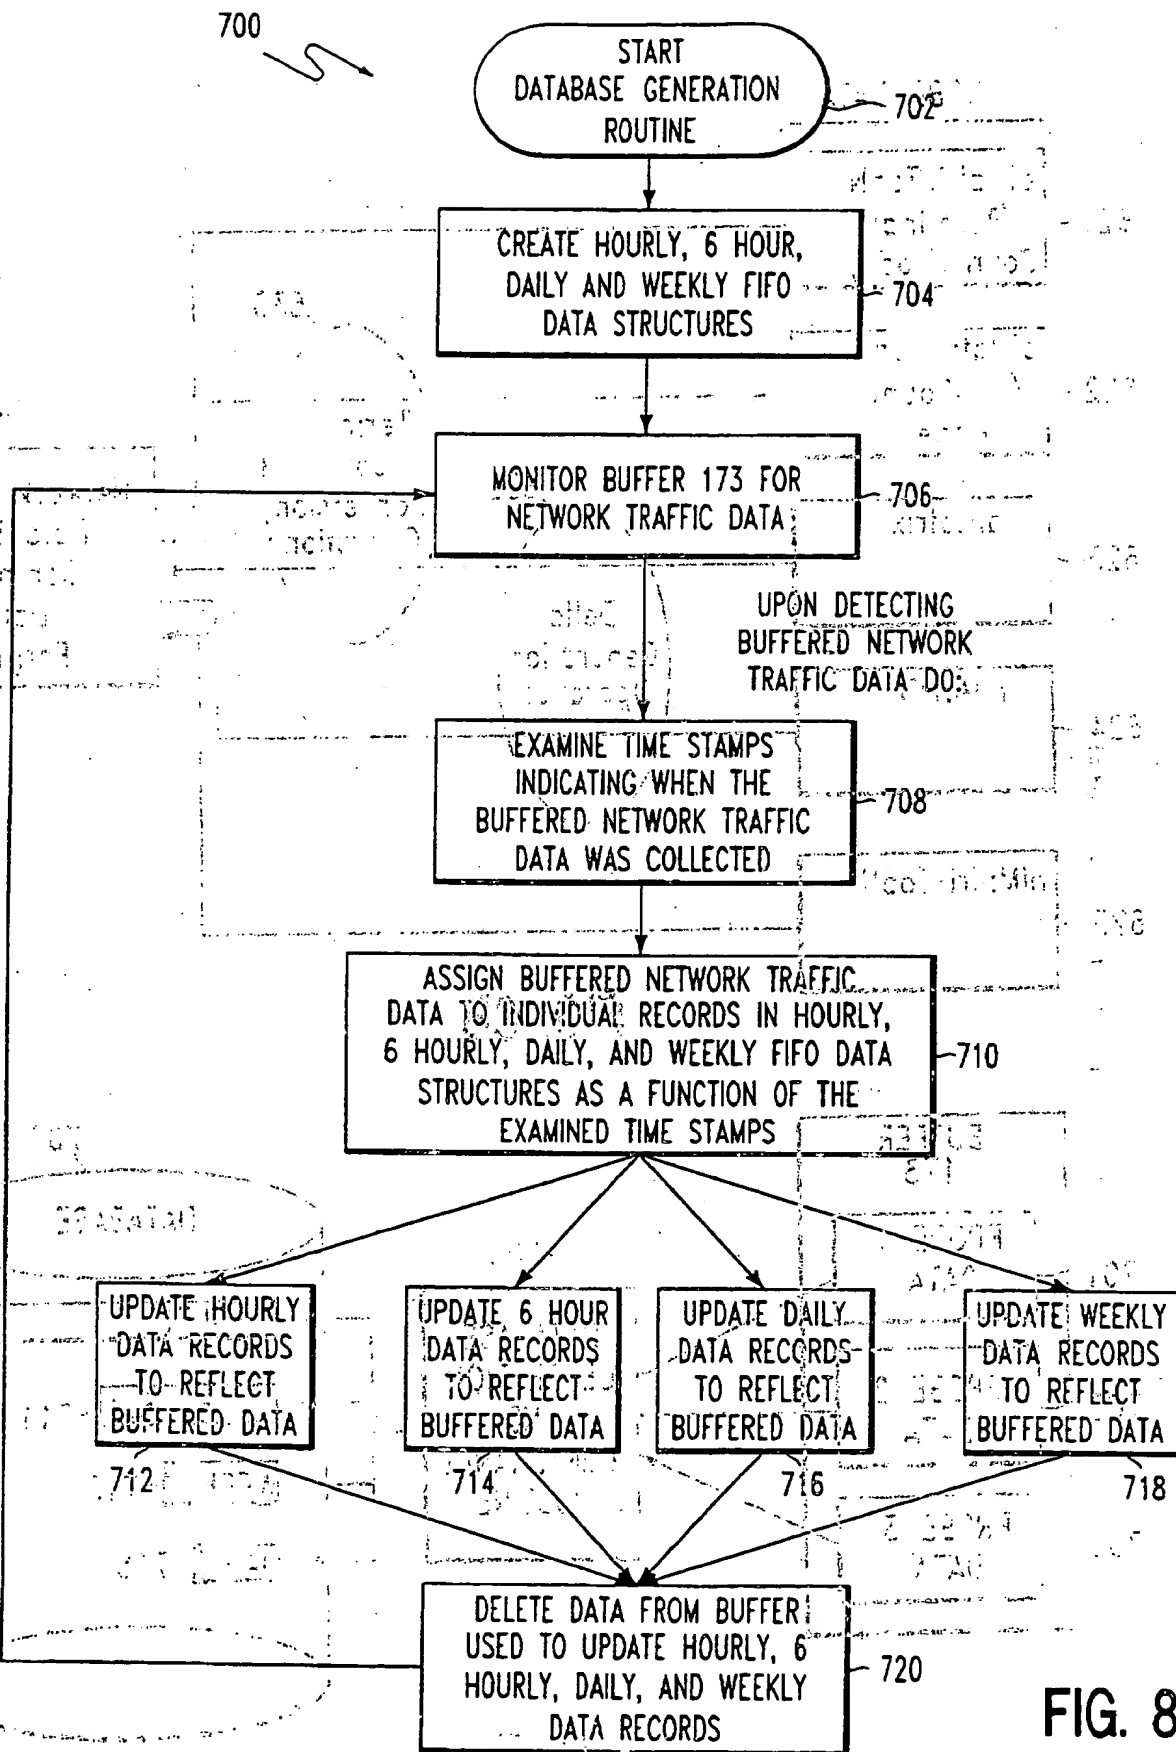 700
START
DATABASE GENERATION
ROUTINE
702
CREATE HOURLY, 6 HOUR,
DAILY AND WEEKLY FIFO
DATA STRUCTURES
704
MONITOR BUFFER 173 FOR
NETWORK TRAFFIC DATA
706
UPON DETECTING
BUFFERED NETWORK
TRAFFIC DATA DO:
EXAMINE TIME STAMPS
INDICATING WHEN THE
BUFFERED NETWORK TRAFFIC
DATA WAS COLLECTED
708
ASSIGN BUFFERED NETWORK TRAFFIC
DATA TO INDIVIDUAL RECORDS IN HOURLY,
6 HOURLY, DAILY, AND WEEKLY FIFO DATA
STRUCTURES AS A FUNCTION OF THE
EXAMINED TIME STAMPS
710
UPDATE HOURLY
DATA RECORDS
TO REFLECT
BUFFERED DATA
712
UPDATE 6 HOUR
DATA RECORDS
TO REFLECT
BUFFERED DATA
714
UPDATE DAILY
DATA RECORDS
TO REFLECT
BUFFERED DATA
716
UPDATE WEEKLY
DATA RECORDS
TO REFLECT
BUFFERED DATA
718
DELETE DATA FROM BUFFER
USED TO UPDATE HOURLY, 6
HOURLY, DAILY, AND WEEKLY
DATA RECORDS
720
FIG. 8